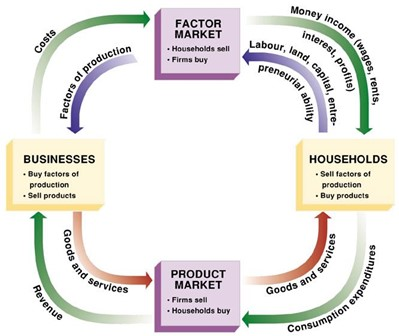 FACTOR
MARKET
• Households sell
• Firms buy
Costs
Factors of production
Money income (wages, rents,
interest, profits)
Labour, land, capital, entre-
preneurial ability
BUSINESSES
• Buy factors of
production
• Sell products
HOUSEHOLDS
• Sell factors of
production
• Buy products
Goods and services
Revenue
PRODUCT
MARKET
• Firms sell
• Households buy
Goods and services
Consumption expenditures